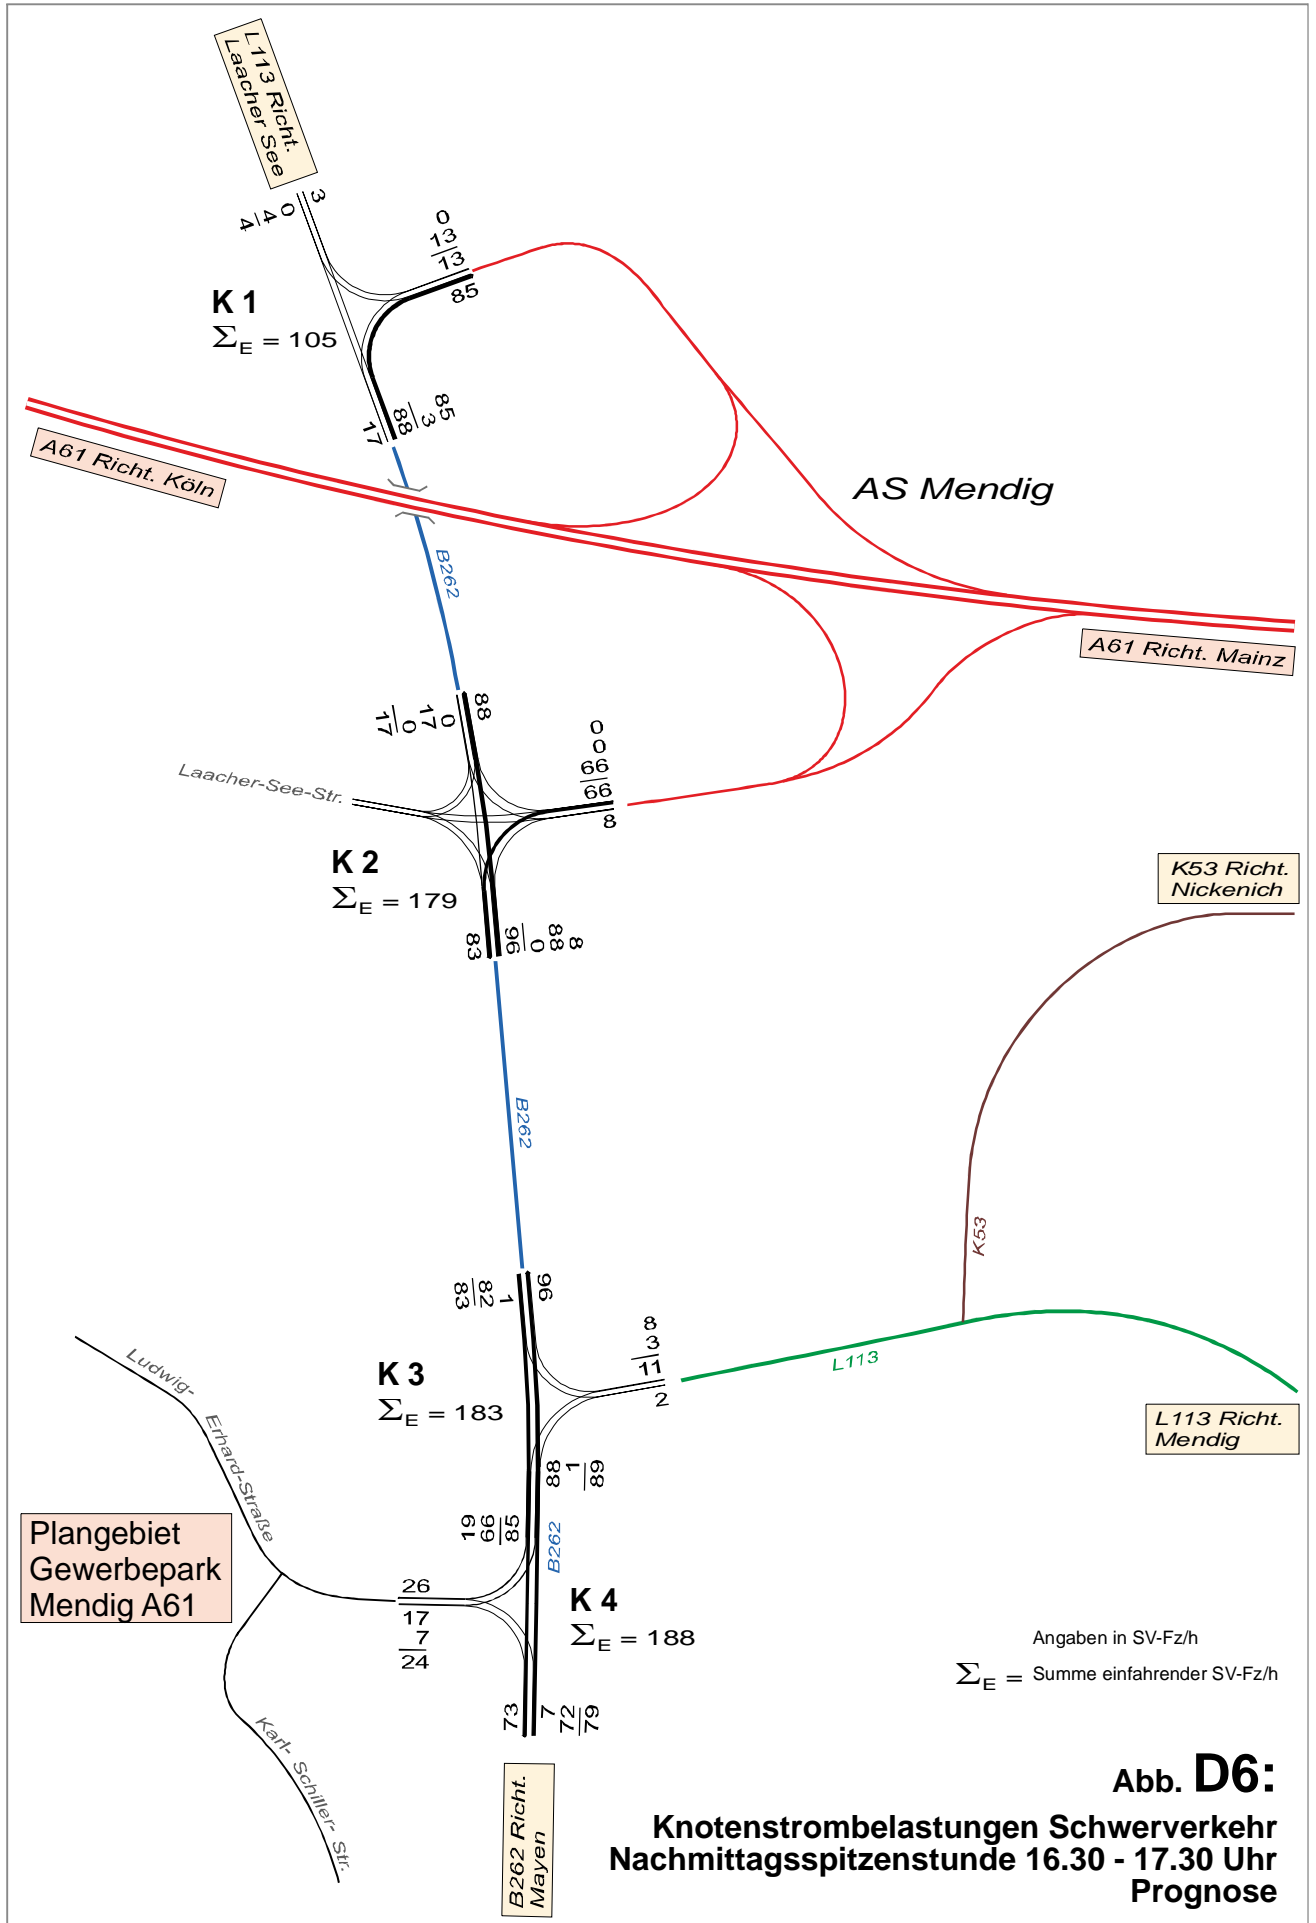 L113 Richt.
Laacher See
3
0
4
4
0
13
13
85
K 1
ΣE = 105
17
88
3
85
A61 Richt. Köln
AS Mendig
B262
A61 Richt. Mainz
17
0
17
0
88
0
0
66
66
8
Laacher-See-Str.
K 2
ΣE = 179
83
96
0
88
8
K53 Richt.
Nickenich
B262
K53
83
82
1
96
8
3
11
2
L113
K 3
ΣE = 183
L113 Richt.
Mendig
Ludwig-
Erhard-Straße
88
1
89
19
66
85
B262
Plangebiet
Gewerbepark
Mendig A61
26
17
7
24
K 4
ΣE = 188
Karl- Schiller- Str.
73
7
72
79
B262 Richt.
Mayen
Angaben in SV-Fz/h
ΣE = Summe einfahrender SV-Fz/h
Abb. D6:
Knotenstrombelastungen Schwerverkehr
Nachmittagsspitzenstunde 16.30 - 17.30 Uhr
Prognose